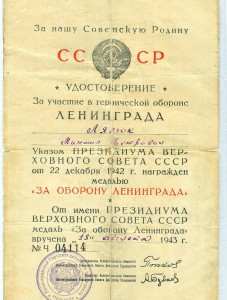 За нашу Советскую Родину
СССР
УДОСТОВЕРЕНИЕ
За участие в героической обороне
ЛЕНИНГРАДА
Михаил Петрович
Указом ПРЕЗИДИУМА ВЕР-
ХОВНОГО СОВЕТА СССР
от 22 декабря 1942 г. награжден
медалью
«ЗА ОБОРОНУ ЛЕНИНГРАДА»
От имени ПРЕЗИДИУМА
ВЕРХОВНОГО СОВЕТА СССР
медаль «За оборону Ленинграда»
вручена августа 1943 г.
№ Ч 04114